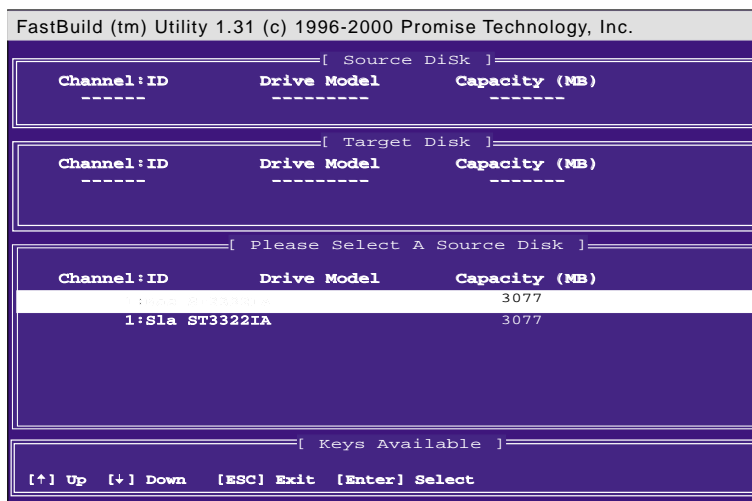 FastBuild (tm) Utility 1.31 (c) 1996-2000 Promise Technology, Inc.
[ Source DiSk ]
Channel:ID Drive Model Capacity (MB)
------ --------- -------
[ Target Disk ]
Channel:ID Drive Model Capacity (MB)
------ --------- -------
[ Please Select A Source Disk ]
Channel:ID Drive Model Capacity (MB)
3077
1:Sla ST3322IA 3077
[ Keys Available ]
[↑] Up [↓] Down [ESC] Exit [Enter] Select